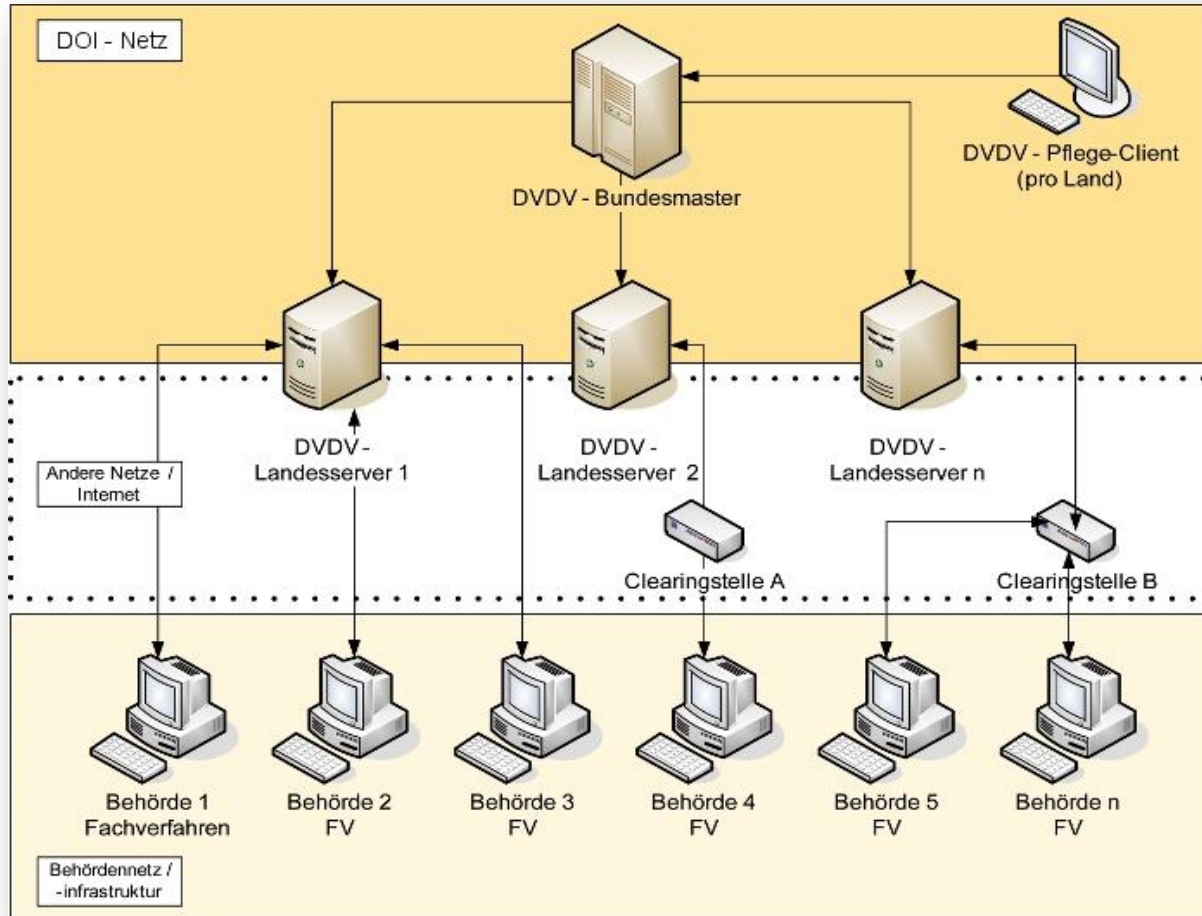 DOI - Netz
DVDV - Pflege-Client
(pro Land)
DVDV - Bundesmaster
DVDV -
Landesserver 1
DVDV -
Landesserver 2
DVDV -
Landesserver n
Andere Netze /
Internet
Clearingstelle A
Clearingstelle B
Behörde 1
Fachverfahren
Behörde 2
FV
Behörde 3
FV
Behörde 4
FV
Behörde 5
FV
Behörde n
FV
Behördennetz /
-infrastruktur